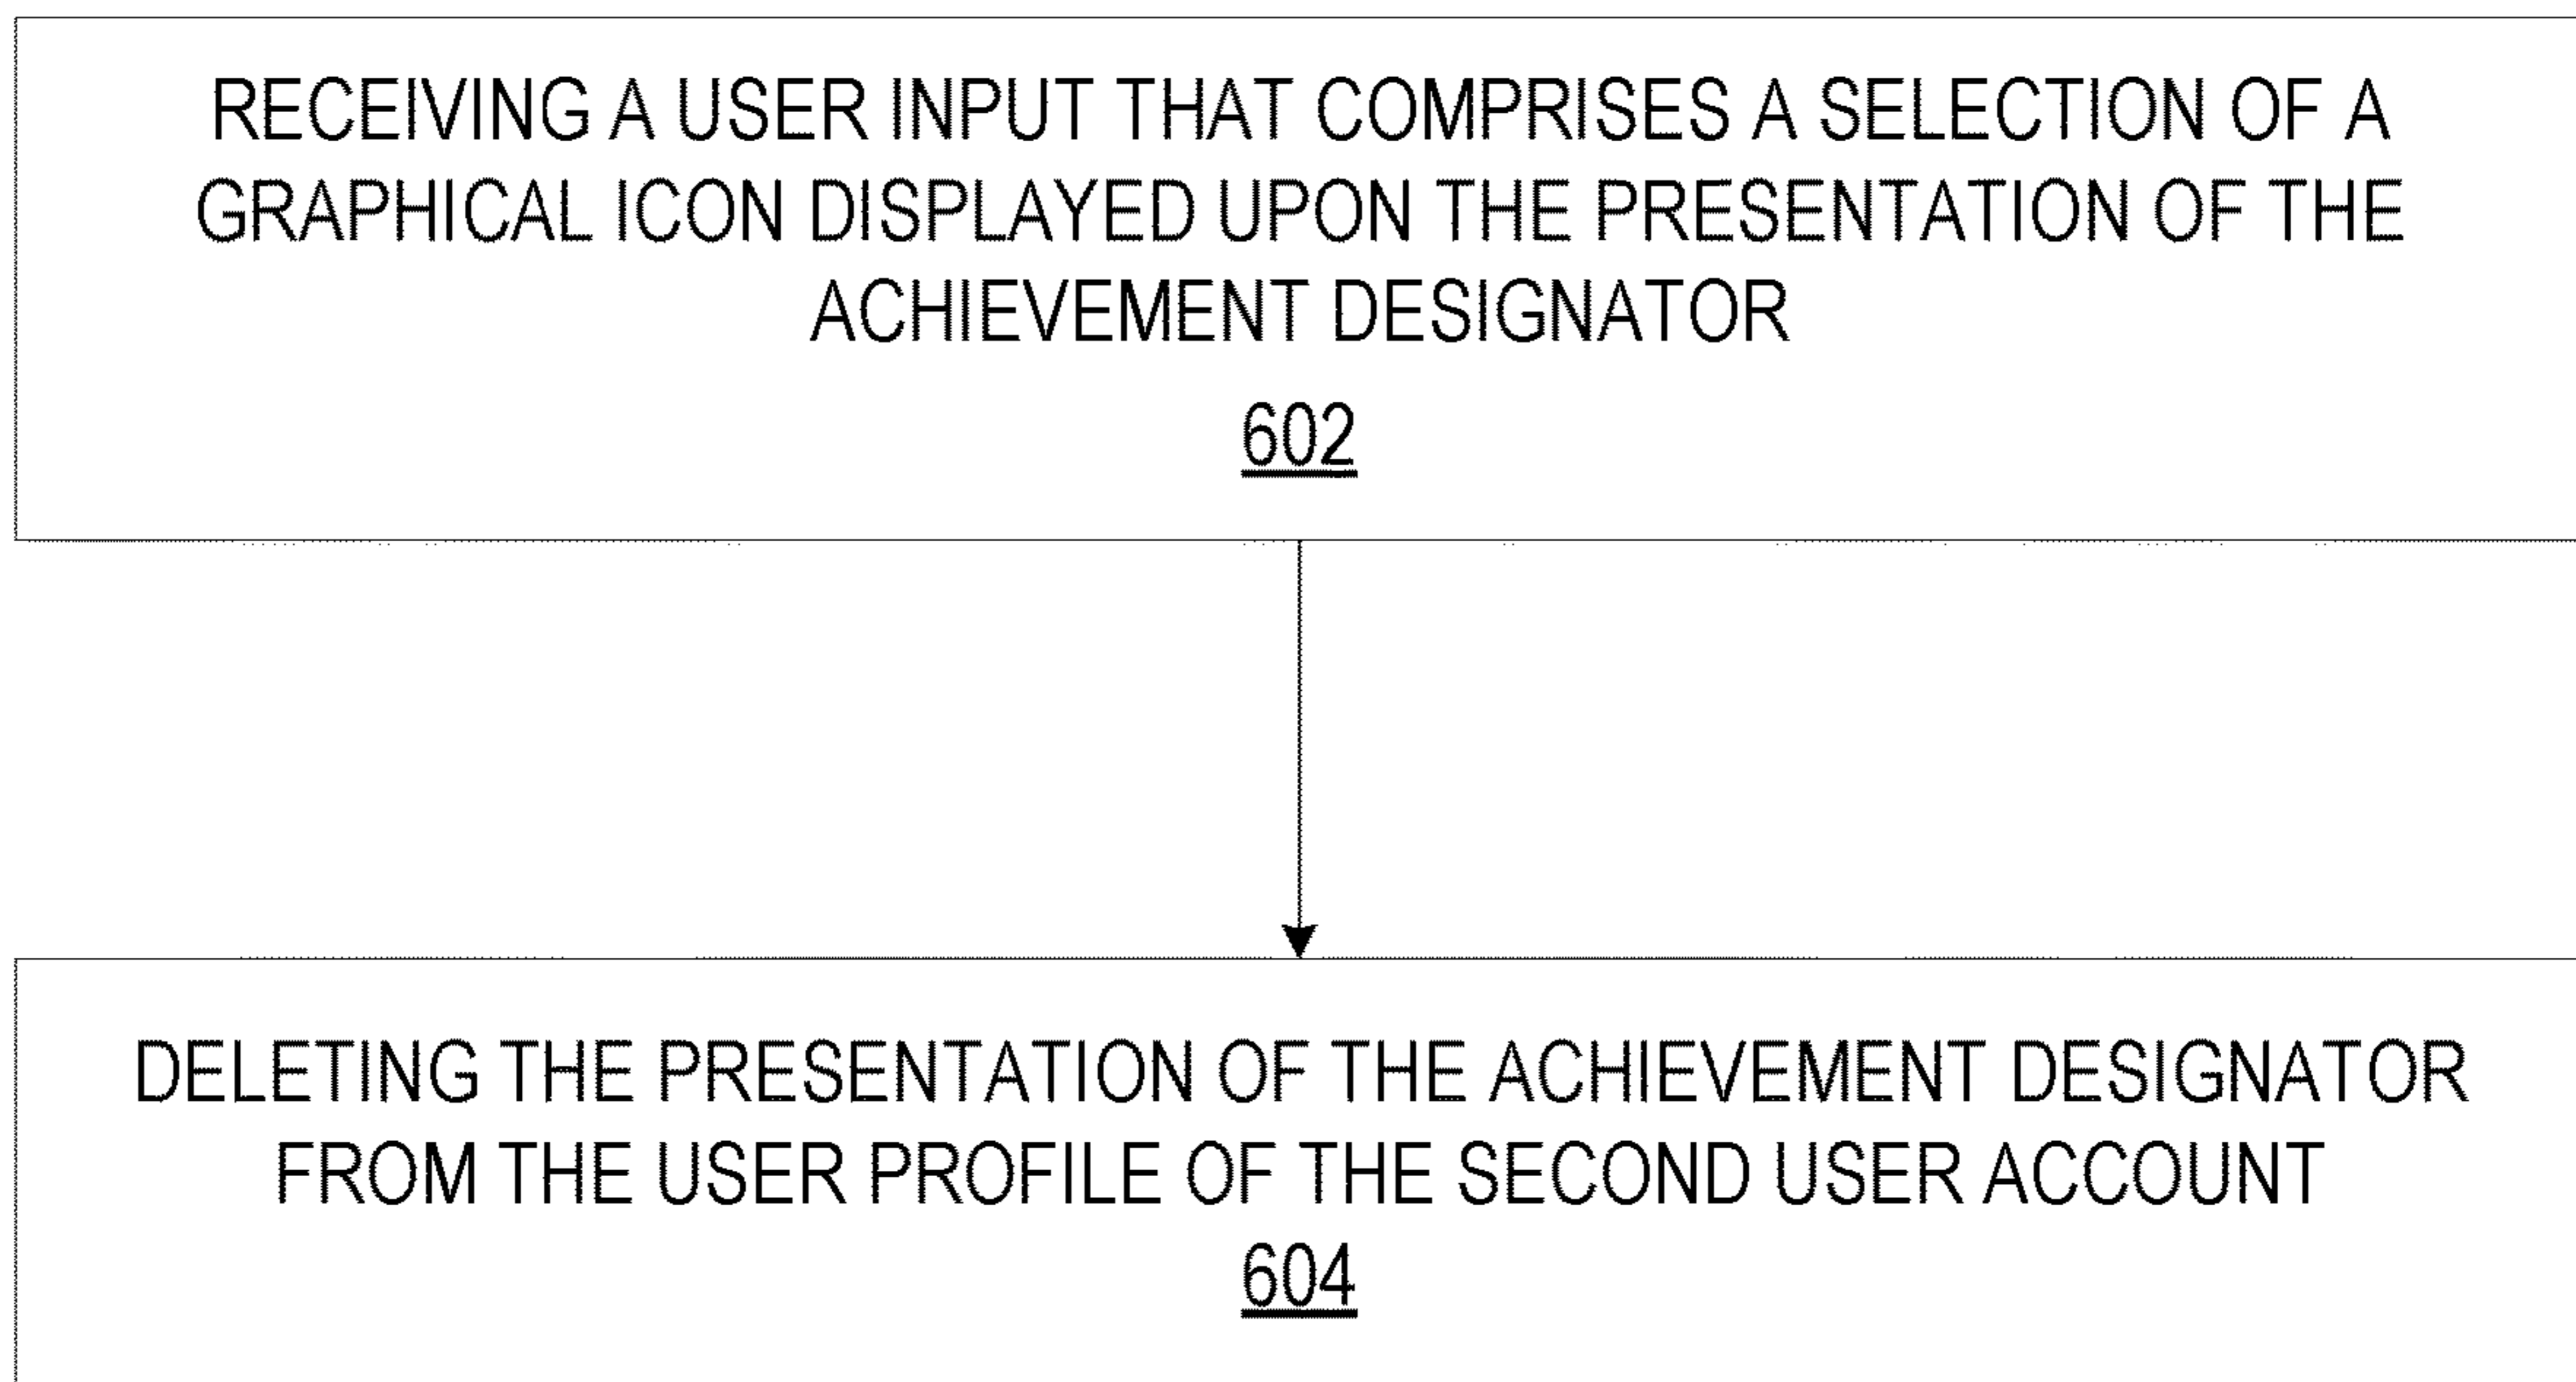 RECEIVING A USER INPUT THAT COMPRISES A SELECTION OF A
GRAPHICAL ICON DISPLAYED UPON THE PRESENTATION OF THE
ACHIEVEMENT DESIGNATOR
602
DELETING THE PRESENTATION OF THE ACHIEVEMENT DESIGNATOR
FROM THE USER PROFILE OF THE SECOND USER ACCOUNT
604